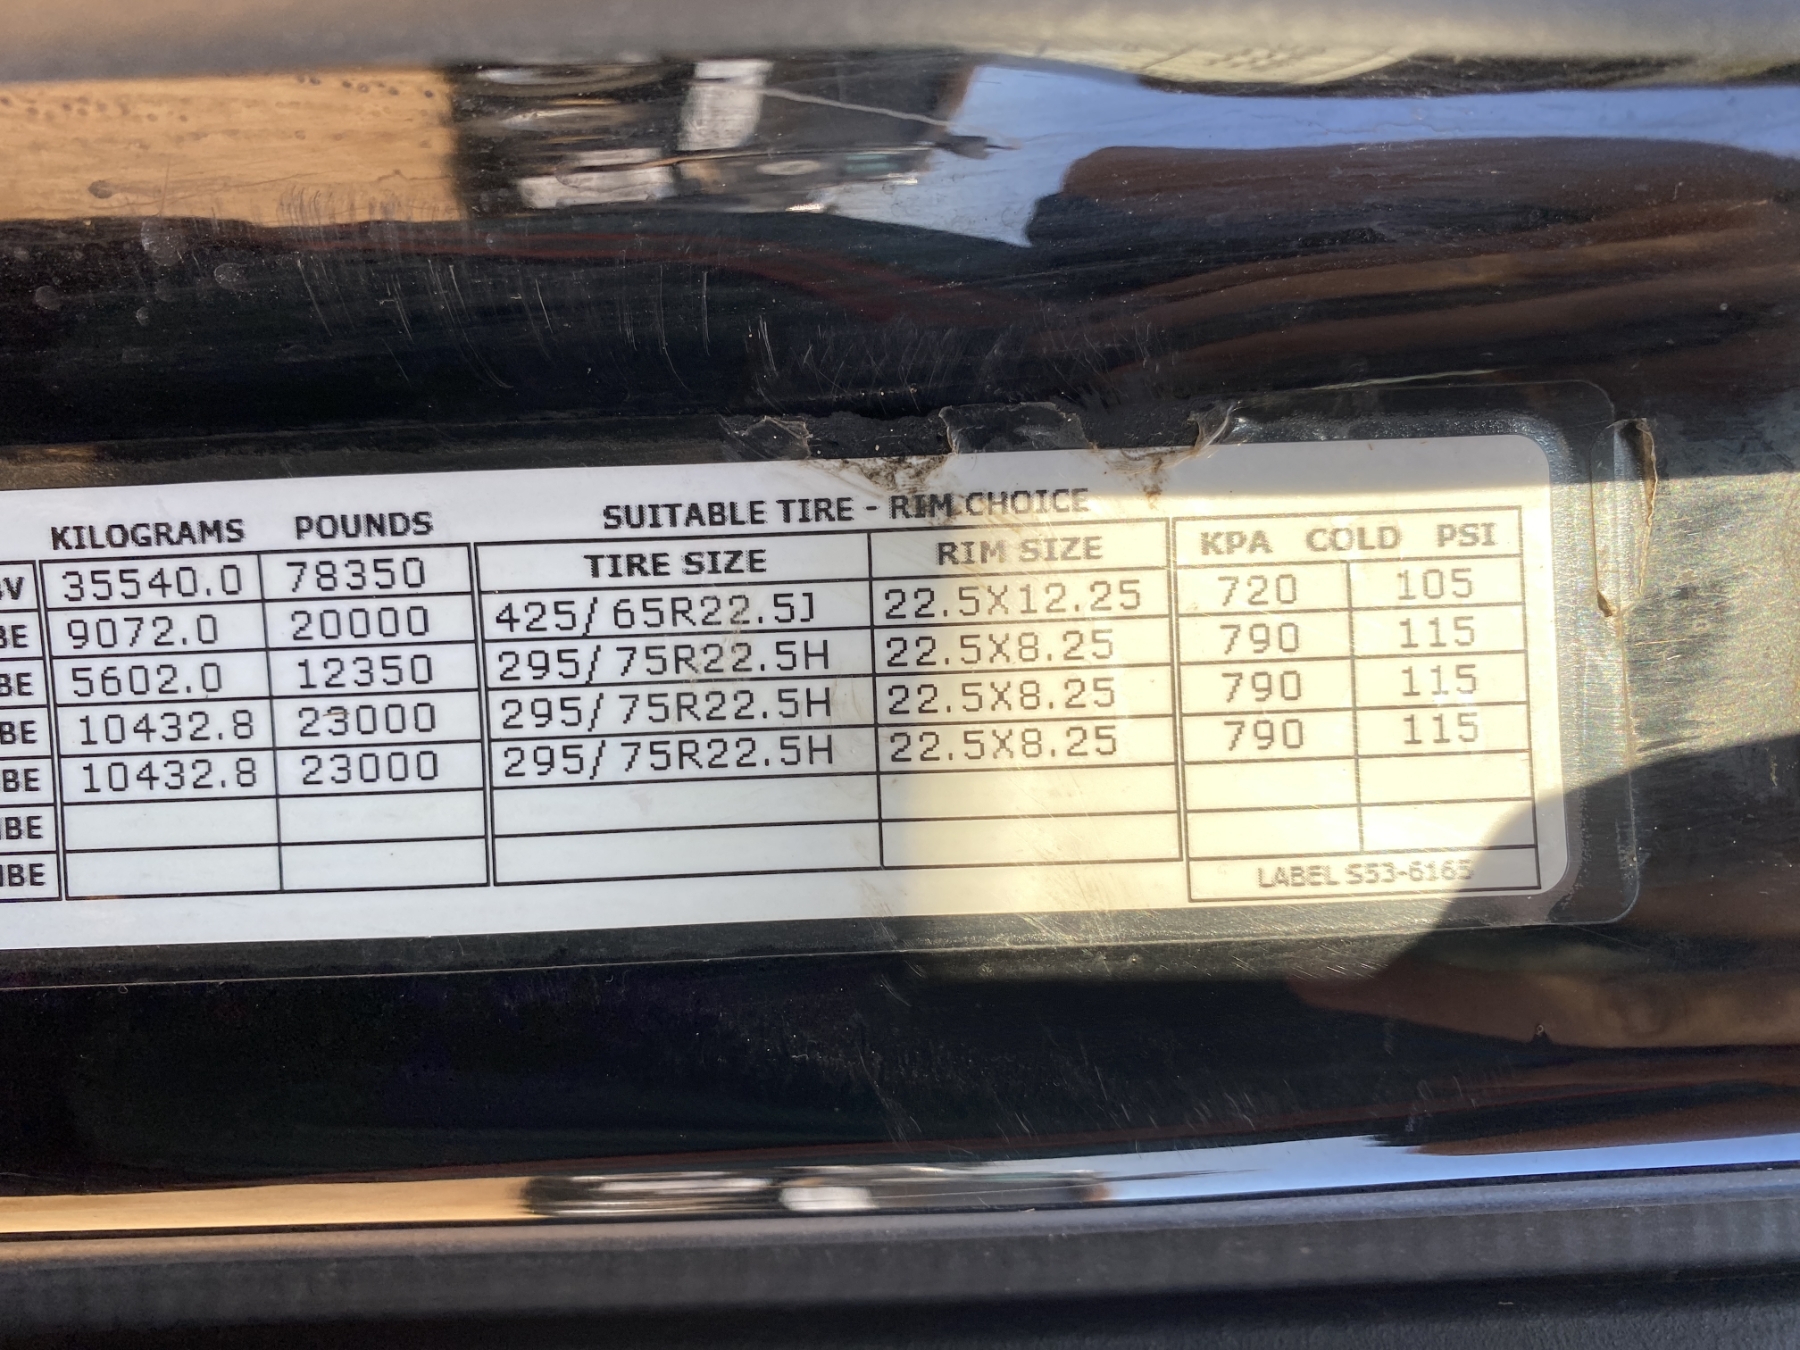 KILOGRAMS POUNDS SUITABLE TIRE - RIM CHOICE
TIRE SIZE RIM SIZE KPA COLD PSI
35540.0 78350
9072.0 20000 425/65R22.5J 22.5X12.25 720 105
BE 5602.0 12350 295/75R22.5H 22.5X8.25 790 115
BE 10432.8 23000 295/75R22.5H 22.5X8.25 790 115
BE 10432.8 23000 295/75R22.5H 22.5X8.25 790 115
IBE
IBE
LABEL S53-6165